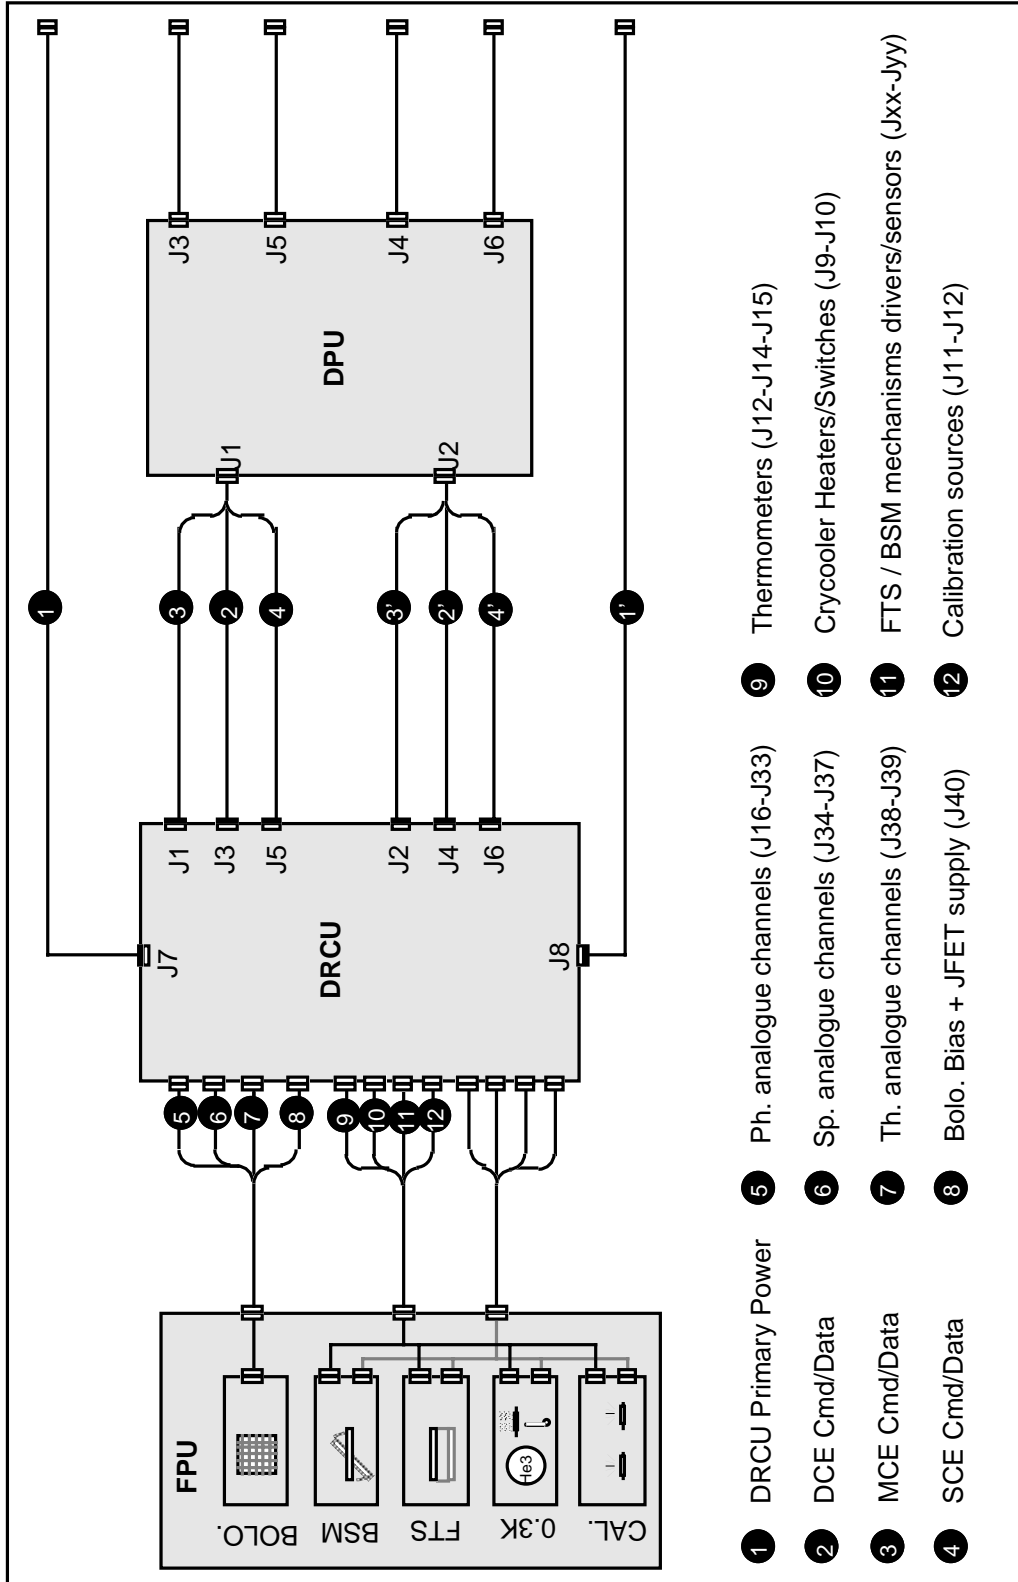 FPU
BOLO.
BSM
FTS
0.3K
CAL.
He3
5
6
7
8
9
10
11
12
DRCU
J7
J8
J1
J3
J5
J2
J4
J6
1
3
2
4
3'
2'
4'
1'
DPU
J1
J2
J3
J5
J4
J6
1 DRCU Primary Power
2 DCE Cmd/Data
3 MCE Cmd/Data
4 SCE Cmd/Data
5 Ph. analogue channels (J16-J33)
6 Sp. analogue channels (J34-J37)
7 Th. analogue channels (J38-J39)
8 Bolo. Bias + JFET supply (J40)
9 Thermometers (J12-J14-J15)
10 Crycooler Heaters/Switches (J9-J10)
11 FTS / BSM mechanisms drivers/sensors (Jxx-Jyy)
12 Calibration sources (J11-J12)